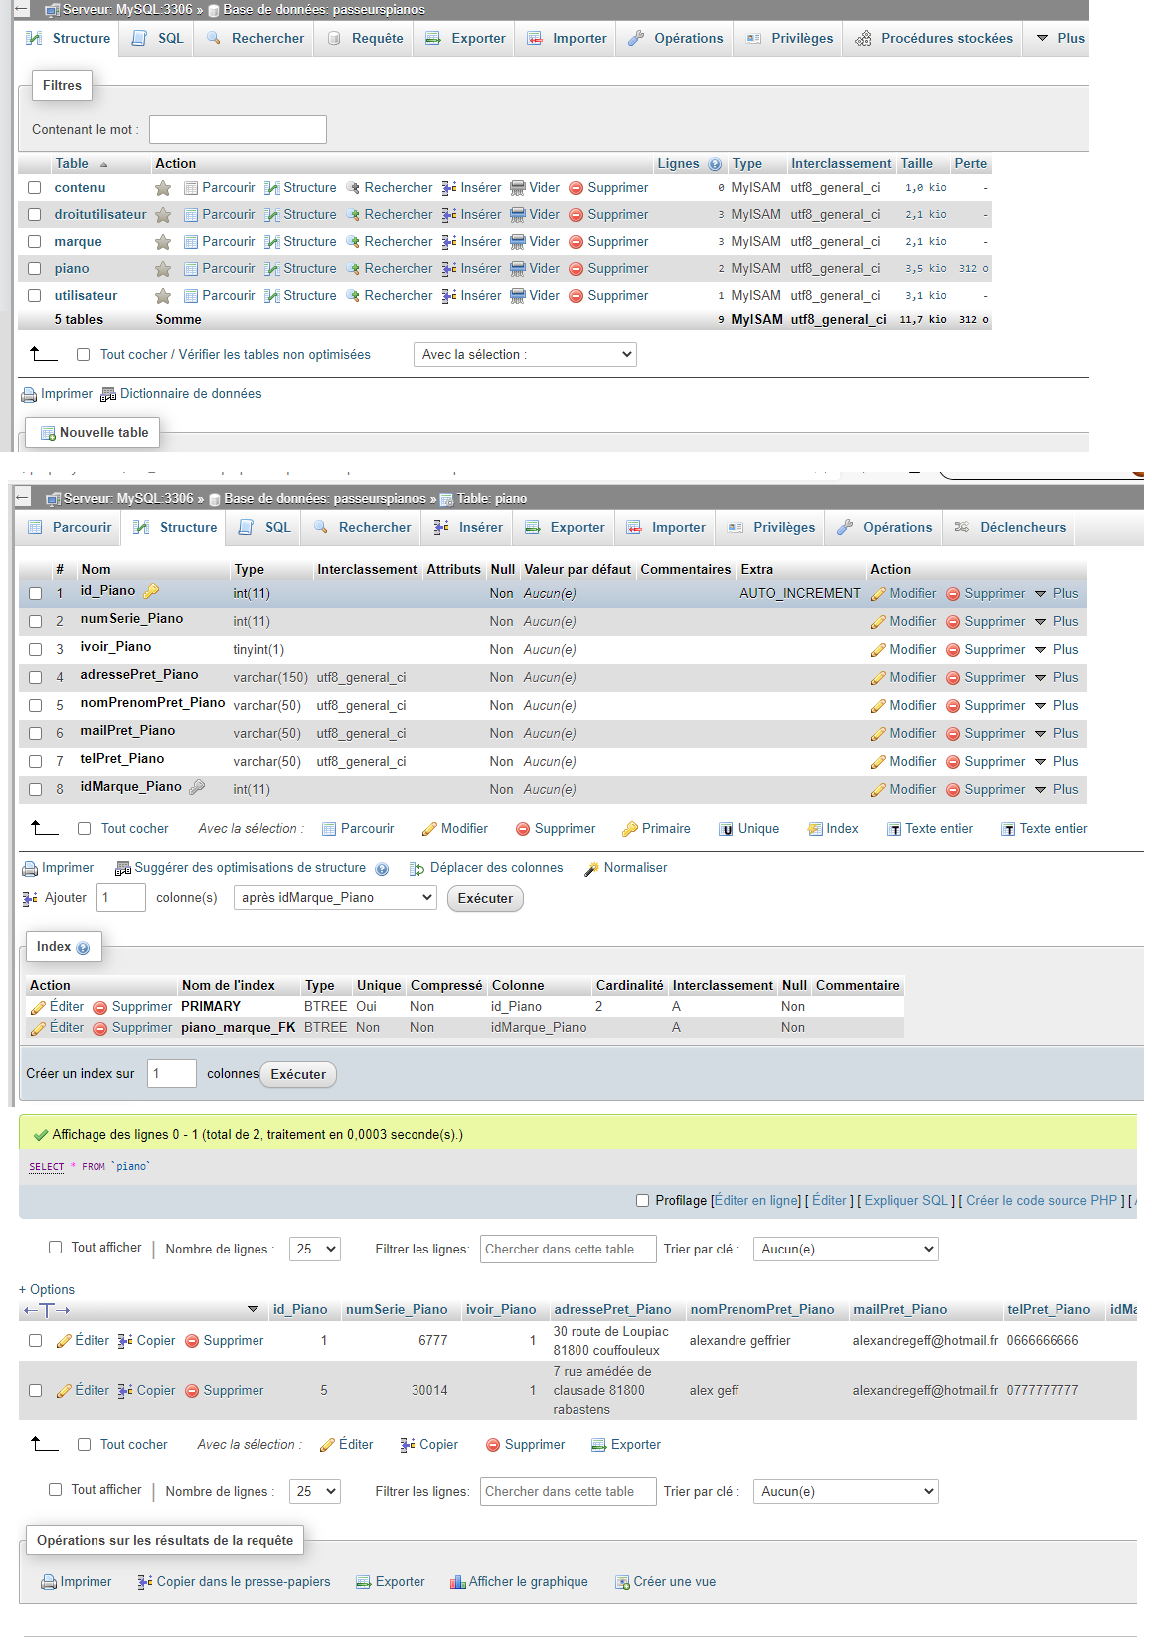 Serveur: MySQL:3306 » Base de données: passeurspianos
Structure SQL Rechercher Requête Exporter Importer Opérations Privilèges Procédures stockées Plus
Filtres
Contenant le mot :
Table Action Lignes Type Interclassement Taille Perte
contenu Parcourir Structure Rechercher Insérer Vider Supprimer 0 MyISAM utf8_general_ci 1,0 kio -
droitutilisateur Parcourir Structure Rechercher Insérer Vider Supprimer 3 MyISAM utf8_general_ci 2,1 kio -
marque Parcourir Structure Rechercher Insérer Vider Supprimer 3 MyISAM utf8_general_ci 2,1 kio -
piano Parcourir Structure Rechercher Insérer Vider Supprimer 2 MyISAM utf8_general_ci 3,5 kio 312 o
utilisateur Parcourir Structure Rechercher Insérer Vider Supprimer 1 MyISAM utf8_general_ci 3,1 kio -
5 tables Somme 9 MyISAM utf8_general_ci 11,7 kio 312 o
Tout cocher / Vérifier les tables non optimisées Avec la sélection :
Imprimer Dictionnaire de données
Nouvelle table
Serveur: MySQL:3306 » Base de données: passeurspianos » Table: piano
Parcourir Structure SQL Rechercher Insérer Exporter Importer Privilèges Opérations Déclencheurs
# Nom Type Interclassement Attributs Null Valeur par défaut Commentaires Extra Action
1 id_Piano int(11) Non Aucun(e) AUTO_INCREMENT Modifier Supprimer Plus
2 numSerie_Piano int(11) Non Aucun(e) Modifier Supprimer Plus
3 ivoir_Piano tinyint(1) Non Aucun(e) Modifier Supprimer Plus
4 adressePret_Piano varchar(150) utf8_general_ci Non Aucun(e) Modifier Supprimer Plus
5 nomPrenomPret_Piano varchar(50) utf8_general_ci Non Aucun(e) Modifier Supprimer Plus
6 mailPret_Piano varchar(50) utf8_general_ci Non Aucun(e) Modifier Supprimer Plus
7 telPret_Piano varchar(50) utf8_general_ci Non Aucun(e) Modifier Supprimer Plus
8 idMarque_Piano int(11) Non Aucun(e) Modifier Supprimer Plus
Tout cocher Avec la sélection : Parcourir Modifier Supprimer Primaire Unique Index Texte entier Texte entier
Imprimer Suggérer des optimisations de structure Déplacer des colonnes Normaliser
Ajouter 1 colonne(s) après idMarque_Piano Exécuter
Index
Action Nom de l'index Type Unique Compressé Colonne Cardinalité Interclassement Null Commentaire
Éditer Supprimer PRIMARY BTREE Oui Non id_Piano 2 A Non
Éditer Supprimer piano_marque_FK BTREE Non Non idMarque_Piano A Non
Créer un index sur 1 colonnes Exécuter
Affichage des lignes 0 - 1 (total de 2, traitement en 0,0003 seconde(s).)
SELECT * FROM `piano`
Profilage [Éditer en ligne] [ Éditer ] [ Expliquer SQL ] [ Créer le code source PHP ] [
Tout afficher | Nombre de lignes : 25 Filtrer les lignes: Chercher dans cette table Trier par clé : Aucun(e)
+ Options
id_Piano numSerie_Piano ivoir_Piano adressePret_Piano nomPrenomPret_Piano mailPret_Piano telPret_Piano idMa
Éditer Copier Supprimer 1 6777 1 30 route de Loupiac 81800 couffouleux alexandre geffrier alexandregeff@hotmail.fr 0666666666
Éditer Copier Supprimer 5 30014 1 7 rue amédée de clausade 81800 rabastens alex geff alexandregeff@hotmail.fr 0777777777
Tout cocher Avec la sélection : Éditer Copier Supprimer Exporter
Tout afficher | Nombre de lignes : 25 Filtrer les lignes: Chercher dans cette table Trier par clé : Aucun(e)
Opérations sur les résultats de la requête
Imprimer Copier dans le presse-papiers Exporter Afficher le graphique Créer une vue